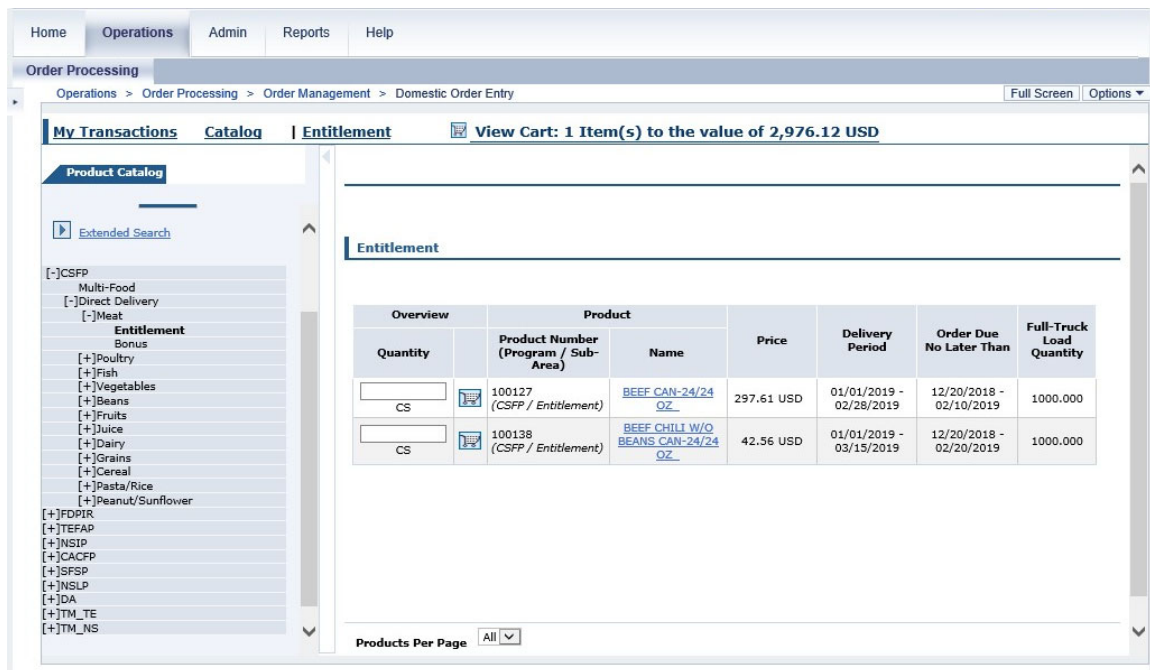 Home Operations Admin Reports Help
Order Processing
Operations > Order Processing > Order Management > Domestic Order Entry Full Screen Options
My Transactions Catalog | Entitlement View Cart: 1 Item(s) to the value of 2,976.12 USD
Product Catalog
Extended Search
[-]CSFP
Multi-Food
[-]Direct Delivery
[-]Meat
Entitlement
Bonus
[+]Poultry
[+]Fish
[+]Vegetables
[+]Beans
[+]Fruits
[+]Juice
[+]Dairy
[+]Grains
[+]Cereal
[+]Pasta/Rice
[+]Peanut/Sunflower
[+]FDPIR
[+]TEFAP
[+]NSIP
[+]CACFP
[+]SFSP
[+]NSLP
[+]DA
[+]TM_TE
[+]TM_NS
Entitlement
Overview Product
Quantity
Product Number
(Program / Sub-
Area)
Name
Price
Delivery
Period
Order Due
No Later Than
Full-Truck
Load
Quantity
CS
100127
(CSFP / Entitlement)
BEEF CAN-24/24
OZ
297.61 USD
01/01/2019 -
02/28/2019
12/20/2018 -
02/10/2019
1000.000
CS
100138
(CSFP / Entitlement)
BEEF CHILI W/O
BEANS CAN-24/24
OZ
42.56 USD
01/01/2019 -
03/15/2019
12/20/2018 -
02/20/2019
1000.000
Products Per Page All